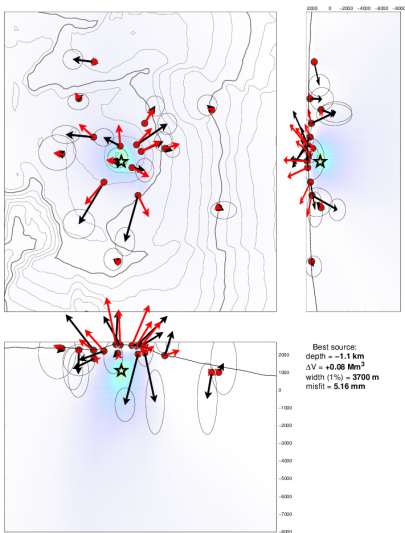 2000 0 −2000 −4000 −6000 −8000
2000
1000
0
−1000
−2000
−3000
−4000
−5000
−6000
−7000
−8000
Best source:
depth = −1.1 km
ΔV = +0.08 Mm³
width (1%) = 3700 m
misfit = 5.16 mm